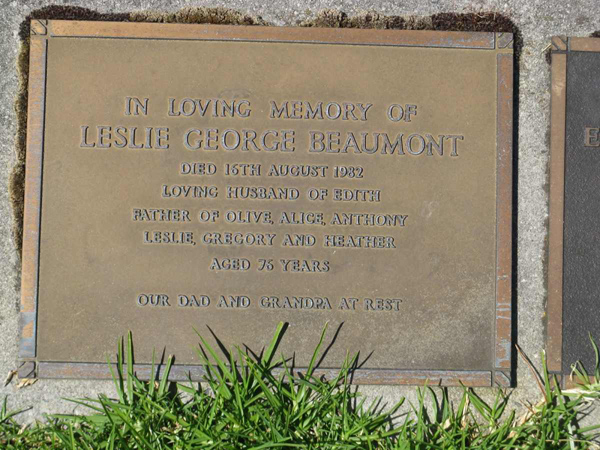 IN LOVING MEMORY OF
LESLIE GEORGE BEAUMONT
DIED 16TH AUGUST 1982
LOVING HUSBAND OF EDITH
FATHER OF OLIVE, ALICE, ANTHONY
LESLIE, GREGORY AND HEATHER
AGED 75 YEARS
OUR DAD AND GRANDPA AT REST